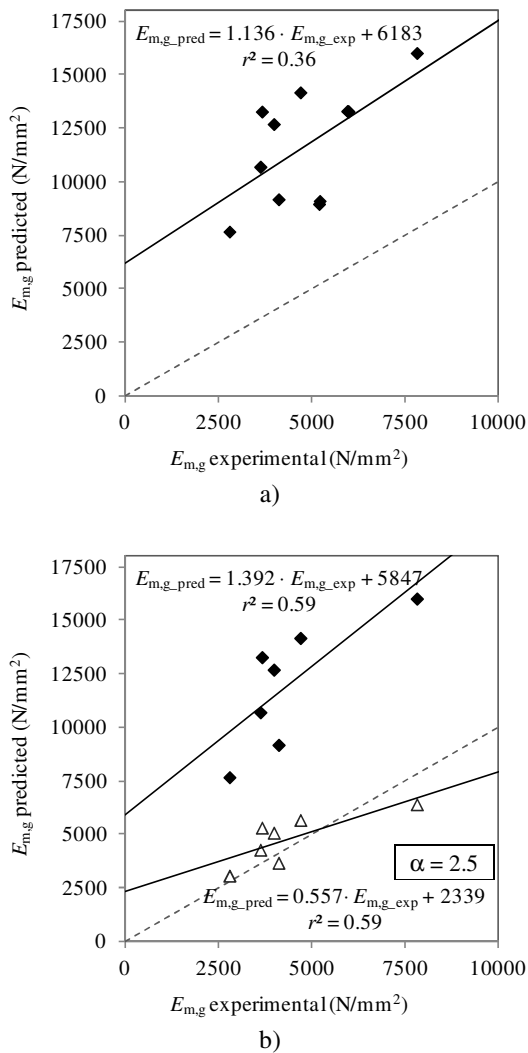 17500
15000
12500
10000
7500
5000
2500
0
E_m,g predicted (N/mm²)
E_m,g_pred = 1.136 · E_m,g_exp + 6183
r² = 0.36
0 2500 5000 7500 10000
E_m,g experimental (N/mm²)
a)
17500
15000
12500
10000
7500
5000
2500
0
E_m,g predicted (N/mm²)
E_m,g_pred = 1.392 · E_m,g_exp + 5847
r² = 0.59
α = 2.5
E_m,g_pred = 0.557 · E_m,g_exp + 2339
r² = 0.59
0 2500 5000 7500 10000
E_m,g experimental (N/mm²)
b)